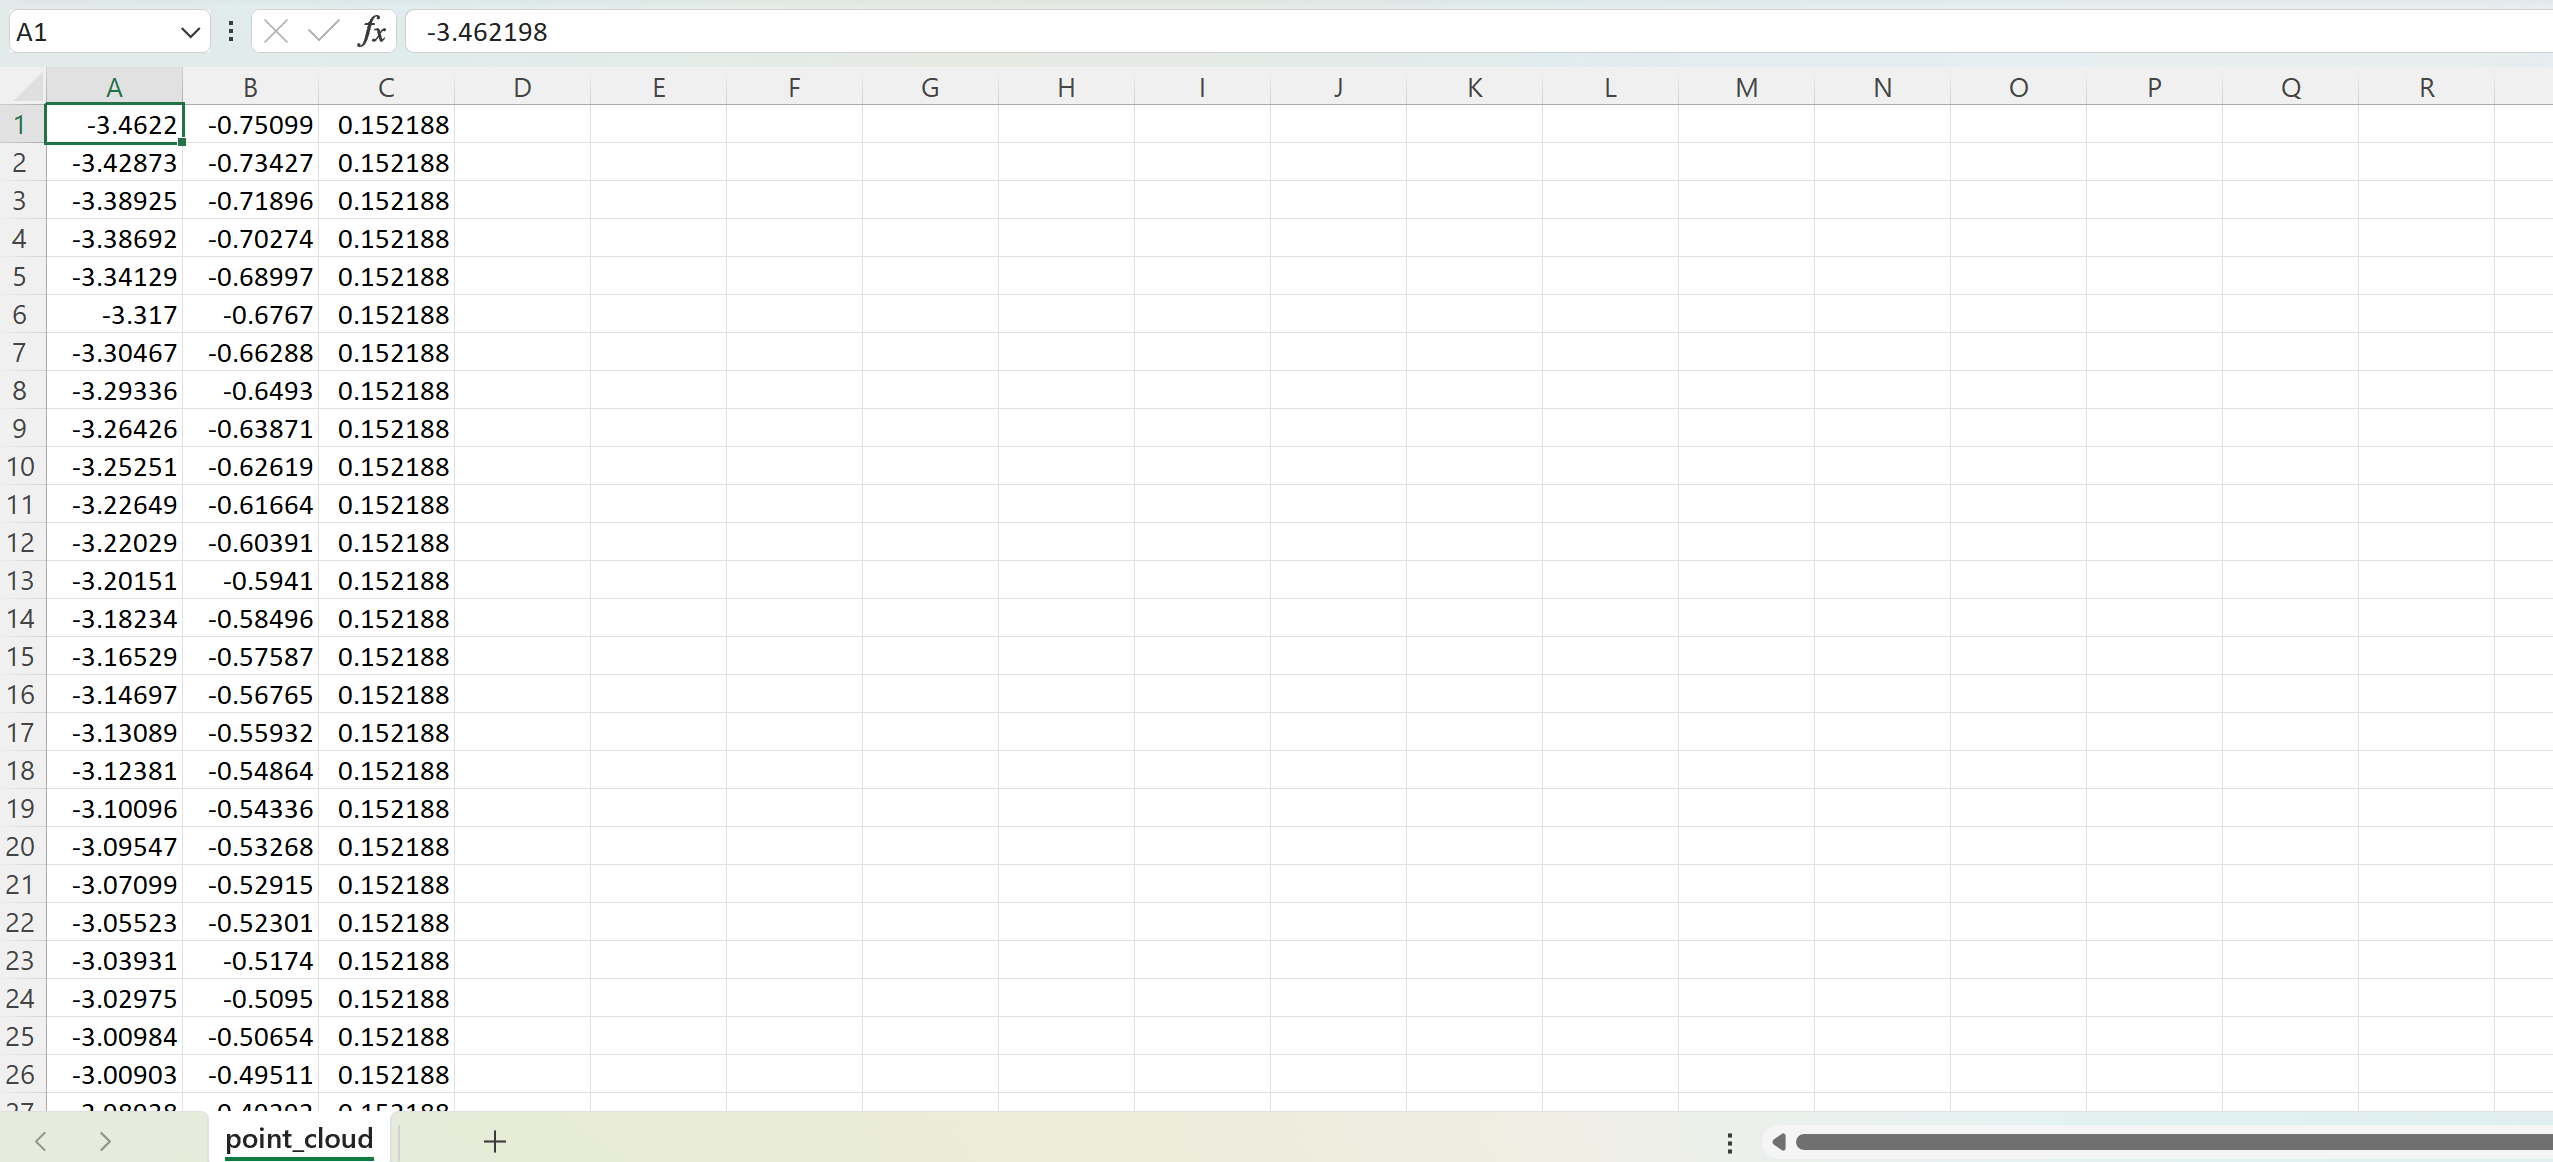 A1 fx -3.462198
A B C D E F G H I J K L M N O P Q R
1 -3.4622 -0.75099 0.152188
2 -3.42873 -0.73427 0.152188
3 -3.38925 -0.71896 0.152188
4 -3.38692 -0.70274 0.152188
5 -3.34129 -0.68997 0.152188
6 -3.317 -0.6767 0.152188
7 -3.30467 -0.66288 0.152188
8 -3.29336 -0.6493 0.152188
9 -3.26426 -0.63871 0.152188
10 -3.25251 -0.62619 0.152188
11 -3.22649 -0.61664 0.152188
12 -3.22029 -0.60391 0.152188
13 -3.20151 -0.5941 0.152188
14 -3.18234 -0.58496 0.152188
15 -3.16529 -0.57587 0.152188
16 -3.14697 -0.56765 0.152188
17 -3.13089 -0.55932 0.152188
18 -3.12381 -0.54864 0.152188
19 -3.10096 -0.54336 0.152188
20 -3.09547 -0.53268 0.152188
21 -3.07099 -0.52915 0.152188
22 -3.05523 -0.52301 0.152188
23 -3.03931 -0.5174 0.152188
24 -3.02975 -0.5095 0.152188
25 -3.00984 -0.50654 0.152188
26 -3.00903 -0.49511 0.152188
point_cloud